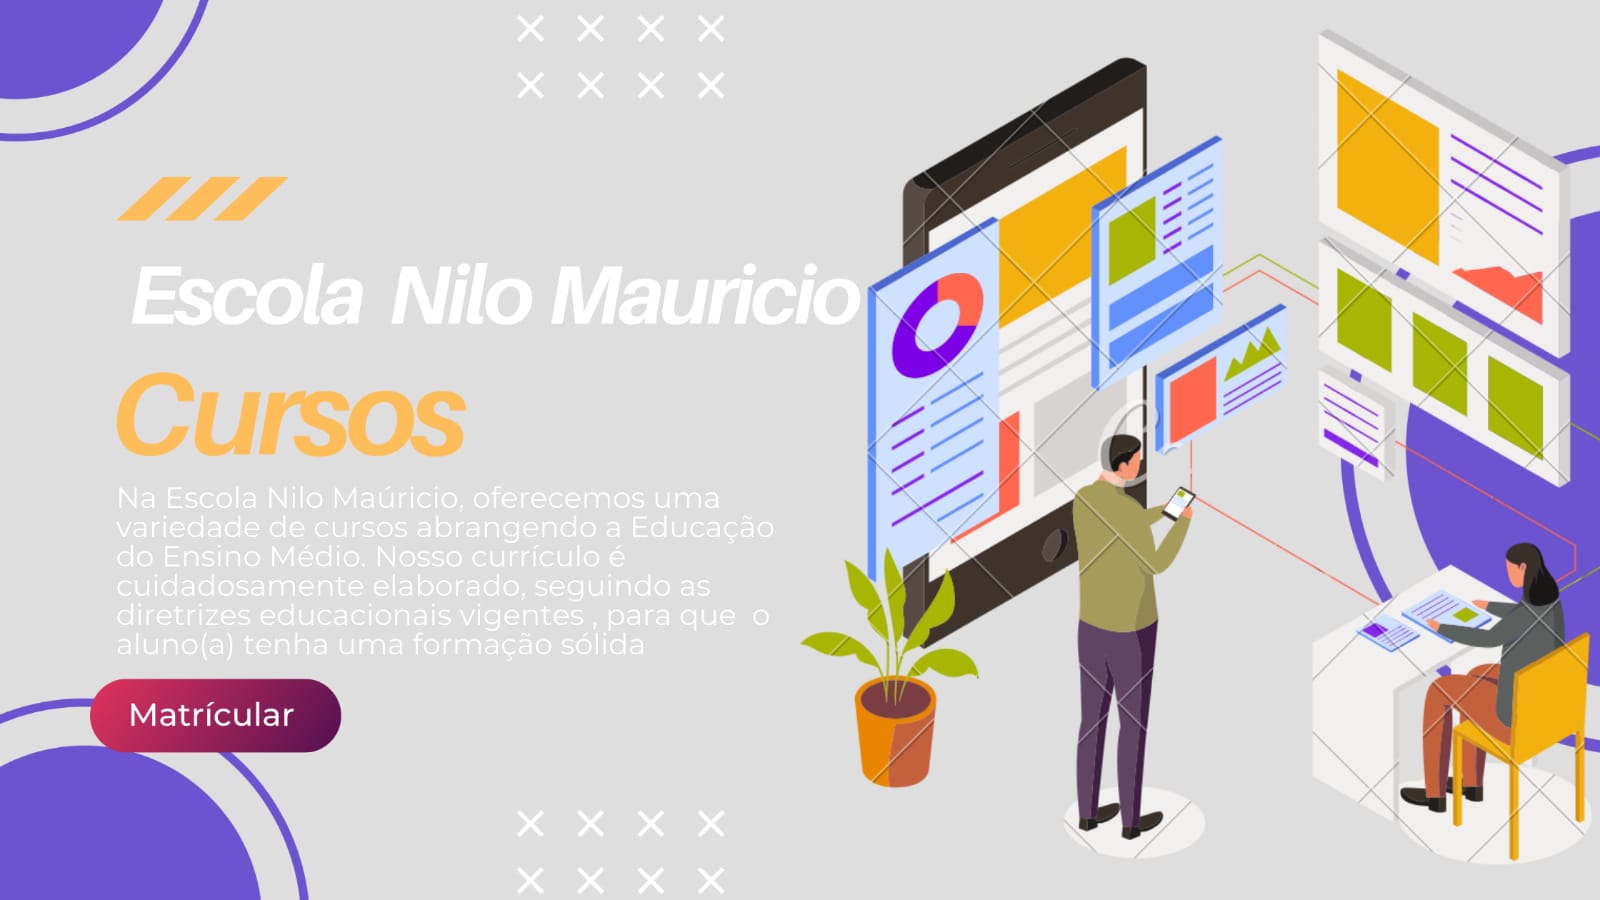 Escola Nilo Mauricio
Cursos
Na Escola Nilo Maúricio, oferecemos uma
variedade de cursos abrangendo a Educação
do Ensino Médio. Nosso currículo é
cuidadosamente elaborado, seguindo as
diretrizes educacionais vigentes , para que o
aluno(a) tenha uma formação sólida
Matrícular